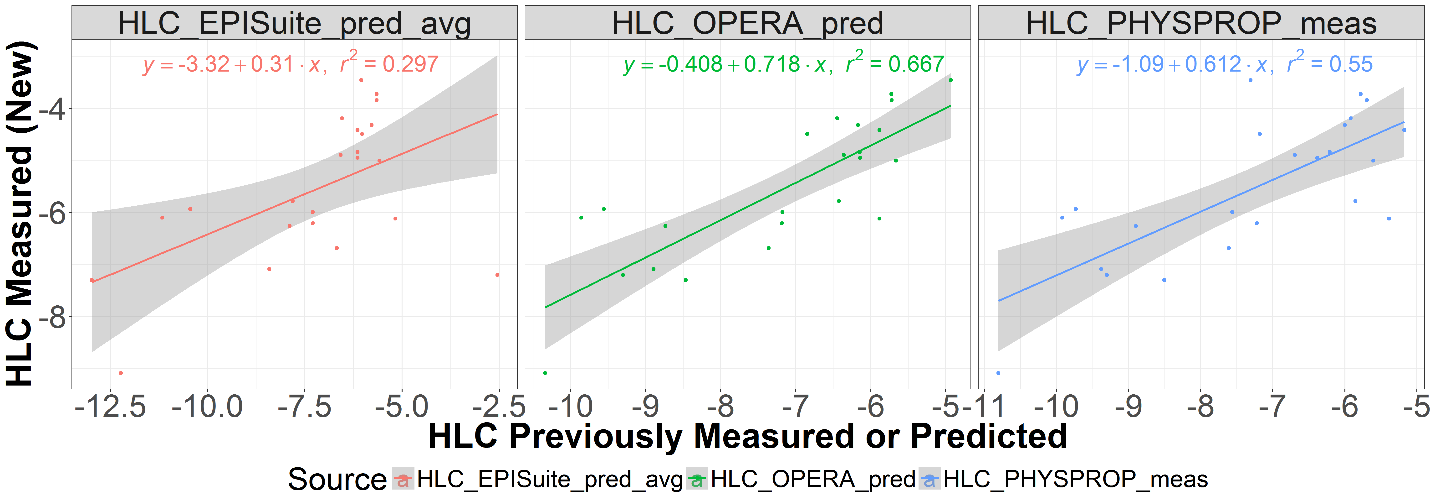 HLC_EPISuite_pred_avg HLC_OPERA_pred HLC_PHYSPROP_meas
y = -3.32 + 0.31 · x, r² = 0.297 y = -0.408 + 0.718 · x, r² = 0.667 y = -1.09 + 0.612 · x, r² = 0.55
HLC Measured (New)
-4
-6
-8
-12.5 -10.0 -7.5 -5.0 -2.5 -10 -9 -8 -7 -6 -5 -11 -10 -9 -8 -7 -6 -5
HLC Previously Measured or Predicted
Source a HLC_EPISuite_pred_avg a HLC_OPERA_pred a HLC_PHYSPROP_meas